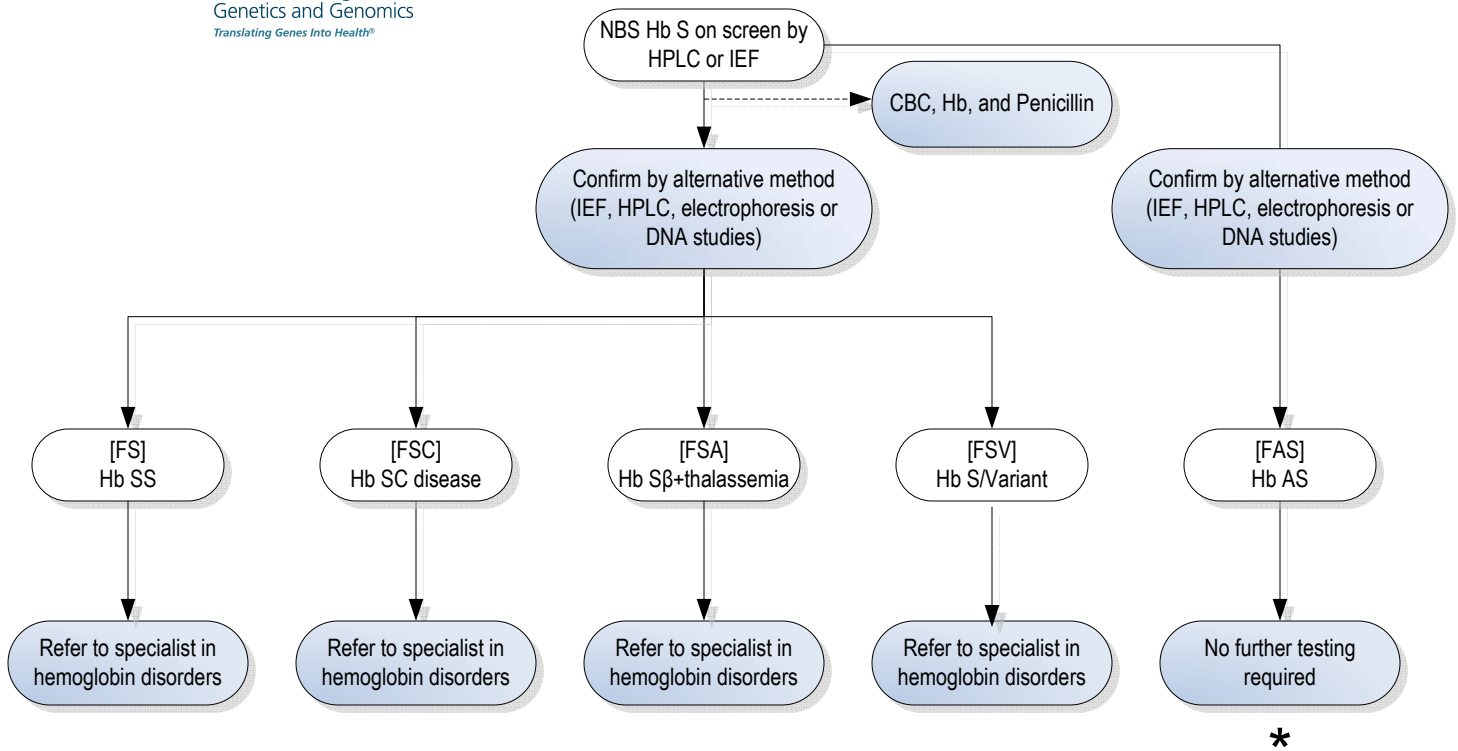 Genetics and Genomics
Translating Genes Into Health®
NBS Hb S on screen by
HPLC or IEF
CBC, Hb, and Penicillin
Confirm by alternative method
(IEF, HPLC, electrophoresis or
DNA studies)
Confirm by alternative method
(IEF, HPLC, electrophoresis or
DNA studies)
[FS]
Hb SS
[FSC]
Hb SC disease
[FSA]
Hb Sβ+thalassemia
[FSV]
Hb S/Variant
[FAS]
Hb AS
Refer to specialist in
hemoglobin disorders
Refer to specialist in
hemoglobin disorders
Refer to specialist in
hemoglobin disorders
Refer to specialist in
hemoglobin disorders
No further testing
required
*